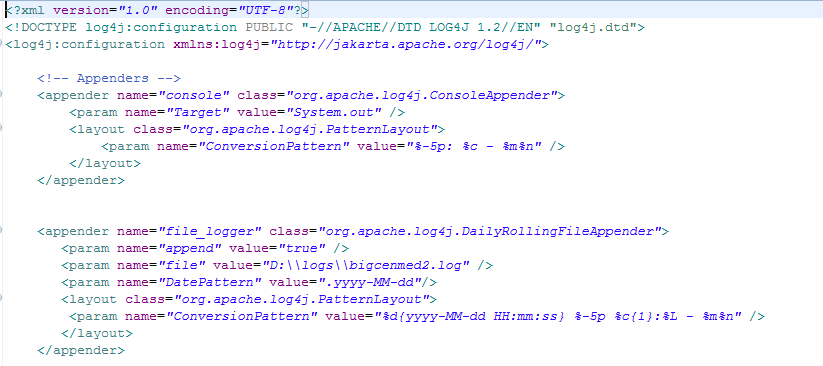 <?xml version="1.0" encoding="UTF-8"?>
<!DOCTYPE log4j:configuration PUBLIC "-//APACHE//DTD LOG4J 1.2//EN" "log4j.dtd">
<log4j:configuration xmlns:log4j="http://jakarta.apache.org/log4j/">
<!-- Appenders -->
<appender name="console" class="org.apache.log4j.ConsoleAppender">
<param name="Target" value="System.out" />
<layout class="org.apache.log4j.PatternLayout">
<param name="ConversionPattern" value="%-5p: %c - %m%n" />
</layout>
</appender>
<appender name="file_logger" class="org.apache.log4j.DailyRollingFileAppender">
<param name="append" value="true" />
<param name="file" value="D:\\logs\\bigcenmed2.log" />
<param name="DatePattern" value=".yyyy-MM-dd"/>
<layout class="org.apache.log4j.PatternLayout">
<param name="ConversionPattern" value="%d{yyyy-MM-dd HH:mm:ss} %-5p %c{1}:%L - %m%n" />
</layout>
</appender>